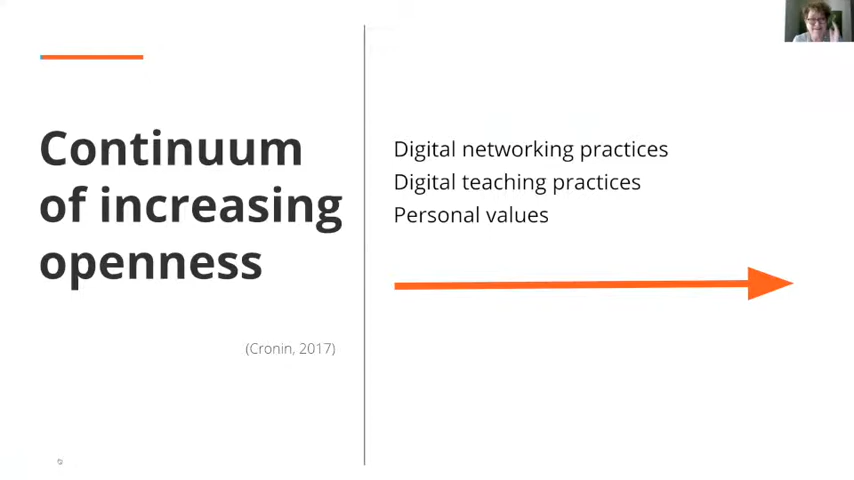 Continuum
of increasing
openness
(Cronin, 2017)
Digital networking practices
Digital teaching practices
Personal values